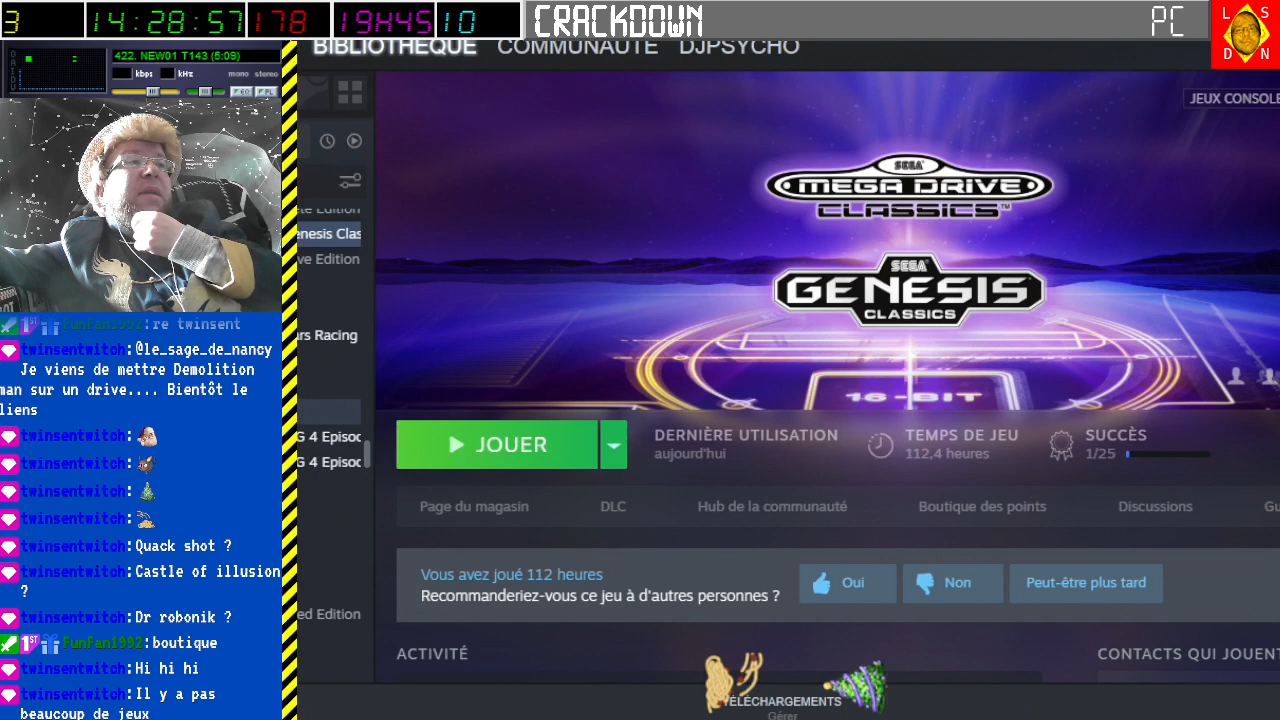 3
14:28:57
178
19H45
10
CRACKDOWN
PC
L S
D N
422. NEW01 T143 (5:09)
kbps
kHz
mono stereo
EQ
PL
BIBLIOTHÈQUE COMMUNAUTÉ DJPSYCHO
JEUX CONSOLE
ete Edition
enesis Clas
ve Edition
urs Racing
G 4 Episoc
G 4 Episoc
ed Edition
SEGA
MEGA DRIVE
CLASSICS™
SEGA
GENESIS
CLASSICS
16-BIT
JOUER
DERNIÈRE UTILISATION
aujourd'hui
TEMPS DE JEU
112,4 heures
SUCCÈS
1/25
Page du magasin
DLC
Hub de la communauté
Boutique des points
Discussions
Gu
Vous avez joué 112 heures
Recommanderiez-vous ce jeu à d'autres personnes ?
Oui
Non
Peut-être plus tard
ACTIVITÉ
CONTACTS QUI JOUENT
TÉLÉCHARGEMENTS
Gérer
FunFan1992:re twinsent
twinsentwitch:@le_sage_de_nancy
Je viens de mettre Demolition
man sur un drive.... Bientôt le
liens
twinsentwitch:
twinsentwitch:
twinsentwitch:
twinsentwitch:
twinsentwitch:Quack shot ?
twinsentwitch:Castle of illusion
?
twinsentwitch:Dr robonik ?
1ST FunFan1992:boutique
twinsentwitch:Hi hi hi
twinsentwitch:Il y a pas
beaucoup de jeux